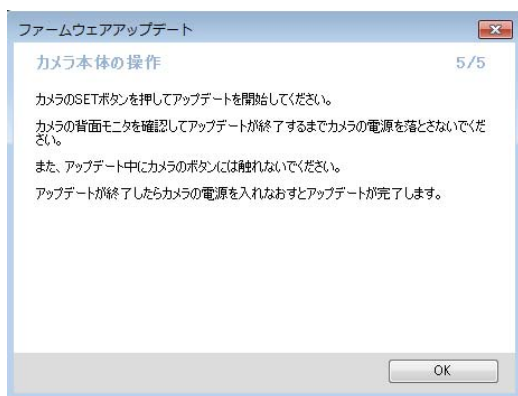 ファームウェアアップデート
カメラ本体の操作 5/5
カメラのSETボタンを押してアップデートを開始してください。
カメラの背面モニタを確認してアップデートが終了するまでカメラの電源を落とさないでくだ
さい。
また、アップデート中にカメラのボタンには触れないでください。
アップデートが終了したらカメラの電源を入れなおすとアップデートが完了します。
OK